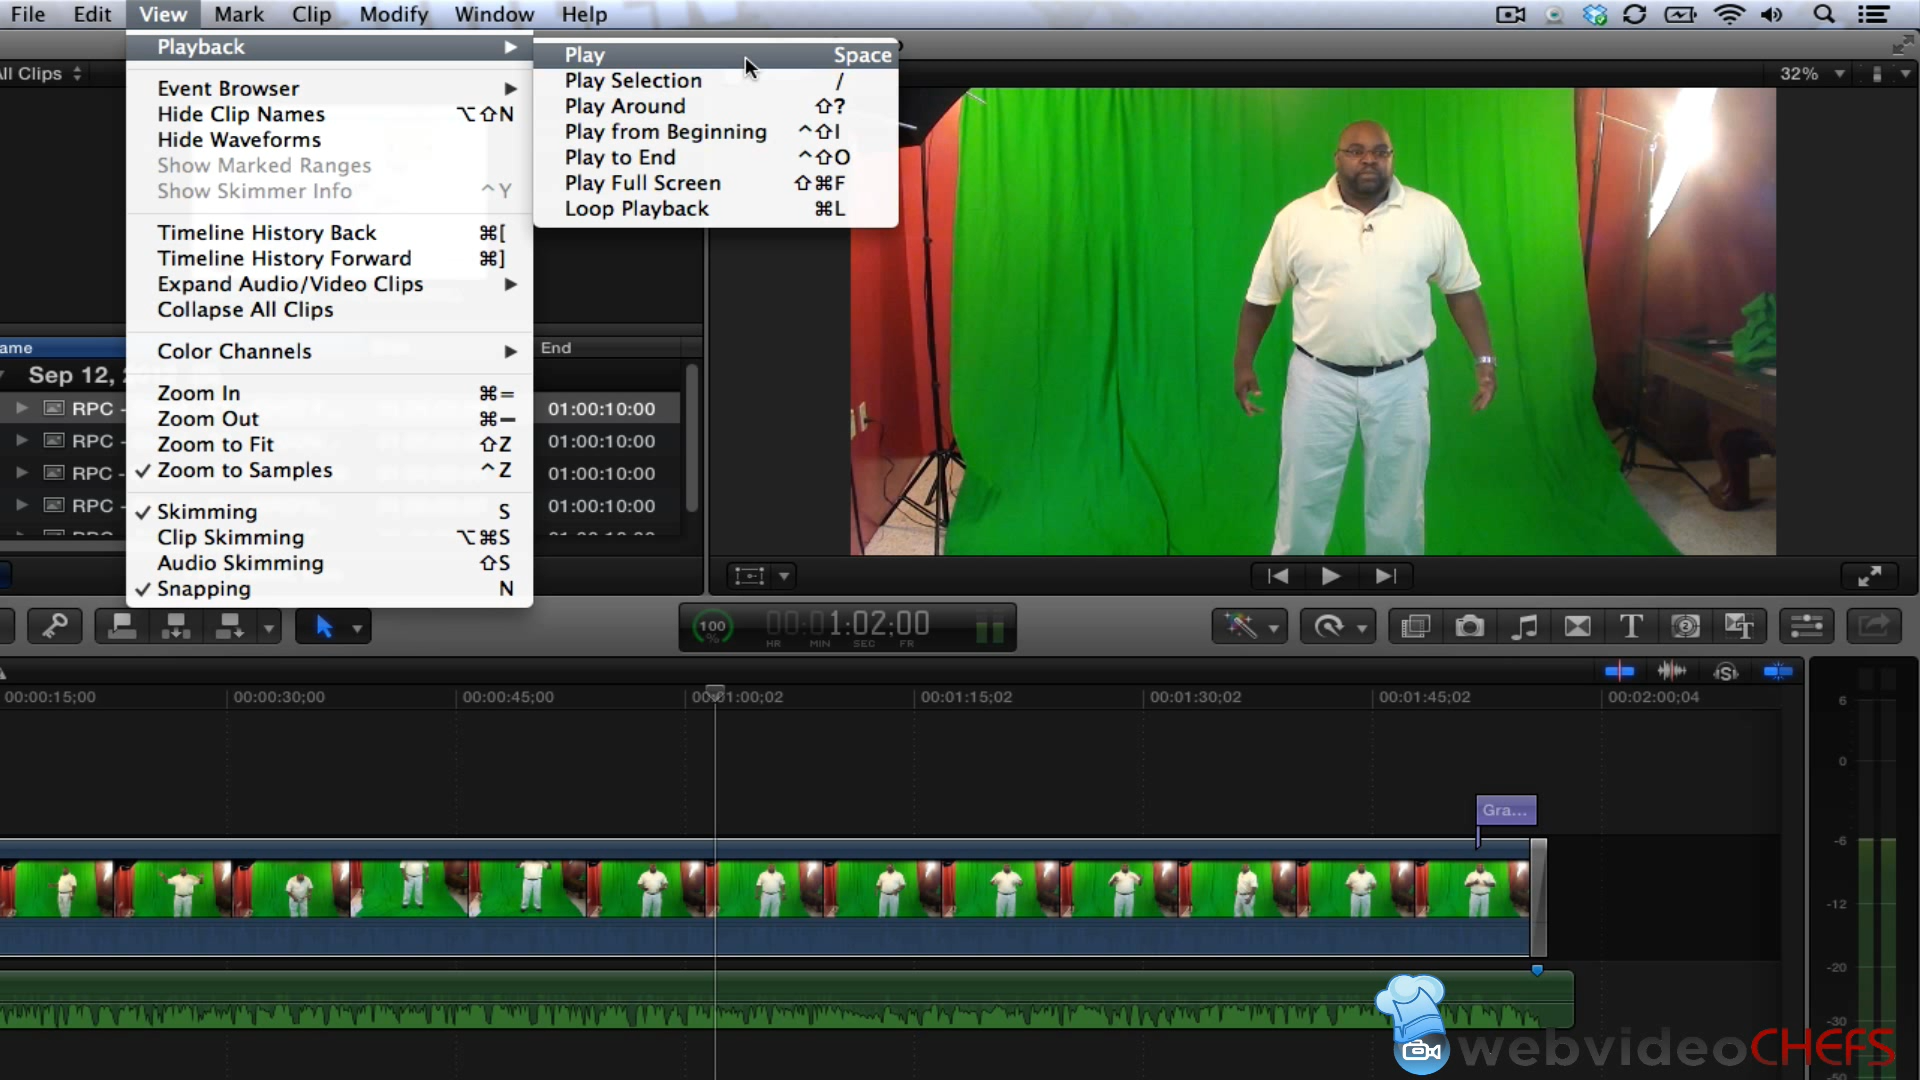 File Edit View Mark Clip Modify Window Help
Playback
Play Space
Play Selection /
Play Around ⇧?
Play from Beginning ^⇧I
Play to End ^⇧O
Play Full Screen ⇧⌘F
Loop Playback ⌘L
ll Clips
32%
Event Browser
Hide Clip Names ⌥⇧N
Hide Waveforms
Show Marked Ranges
Show Skimmer Info ^Y
Timeline History Back ⌘[
Timeline History Forward ⌘]
Expand Audio/Video Clips
Collapse All Clips
Color Channels
Zoom In ⌘=
Zoom Out ⌘–
Zoom to Fit ⇧Z
✓ Zoom to Samples ^Z
✓ Skimming S
Clip Skimming ⌥⌘S
Audio Skimming ⇧S
✓ Snapping N
ame End
Sep 12,
RPC - 01:00:10:00
RPC - 01:00:10:00
RPC - 01:00:10:00
RPC - 01:00:10:00
100 % 00:01:02:00
HR MIN SEC FR
00:00:15;00 00:00:30;00 00:00:45;00 00:01:00;02 00:01:15;02 00:01:30;02 00:01:45;02 00:02:00;04
6
0
-6
-12
-20
-30
-50
Gra...
webvideoCHEFS